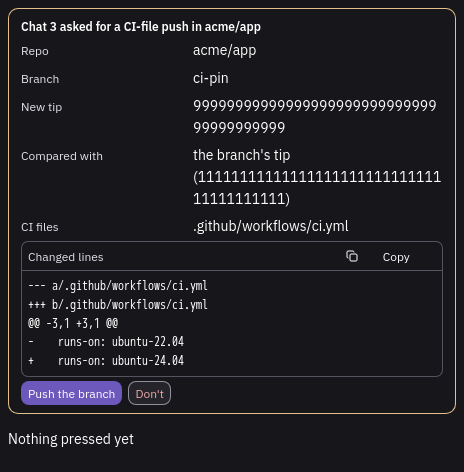 Chat 3 asked for a CI-file push in acme/app
Repo acme/app
Branch ci-pin
New tip 99999999999999999999999999999
99999999999
Compared with the branch's tip
(11111111111111111111111111111
11111111111)
CI files .github/workflows/ci.yml
Changed lines Copy
--- a/.github/workflows/ci.yml
+++ b/.github/workflows/ci.yml
@@ -3,1 +3,1 @@
-    runs-on: ubuntu-22.04
+    runs-on: ubuntu-24.04
Push the branch Don't
Nothing pressed yet